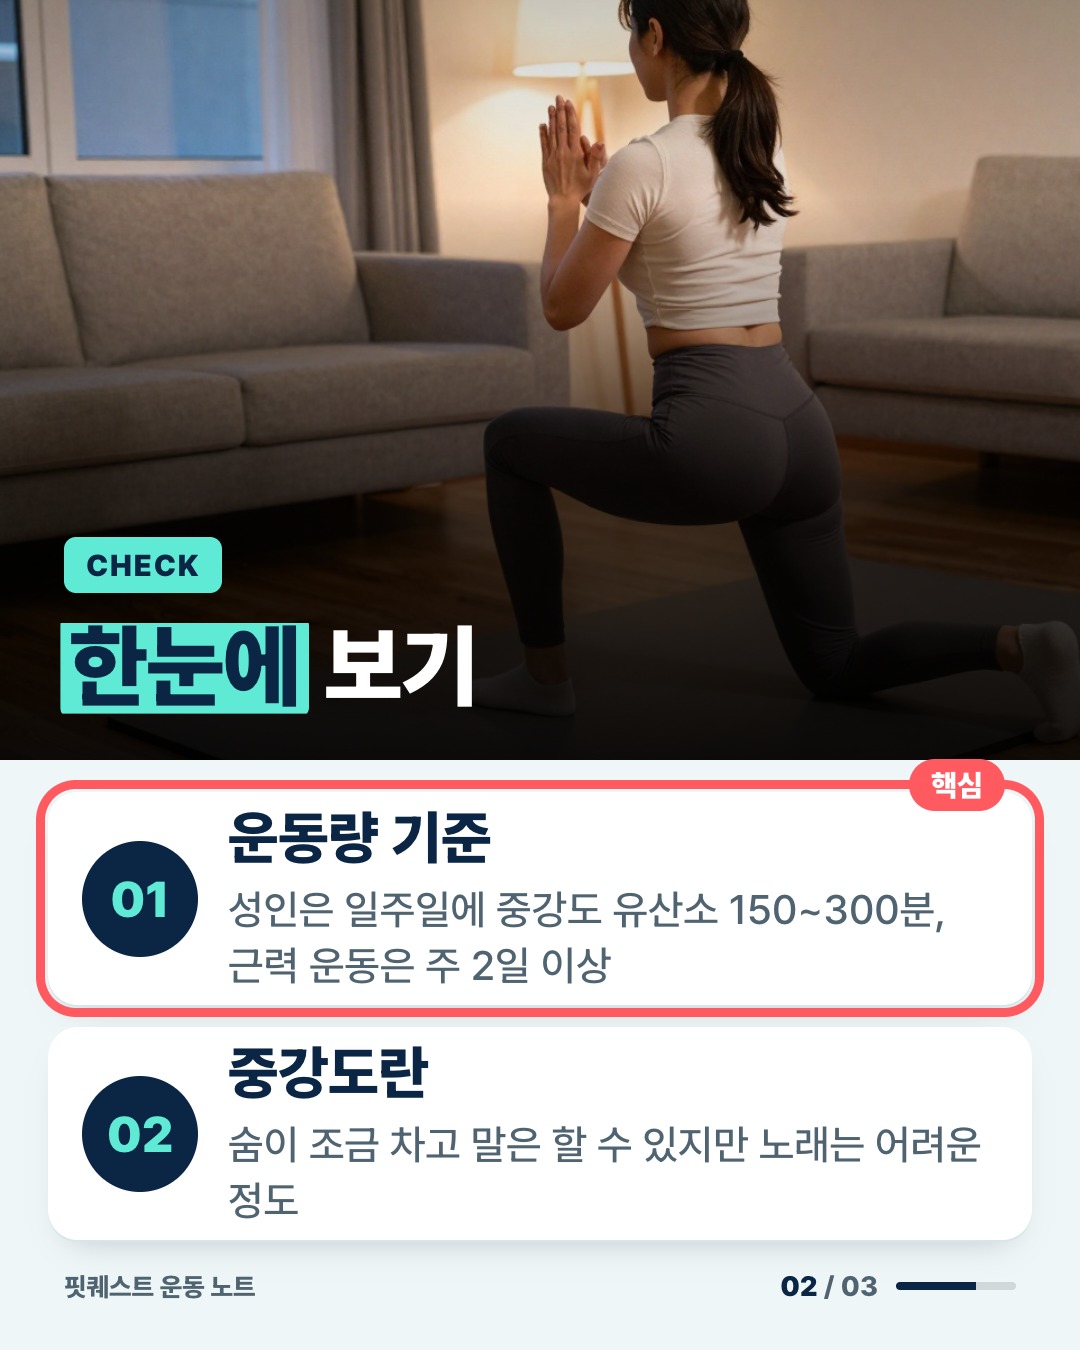 CHECK
한눈에 보기
핵심
01
운동량 기준
성인은 일주일에 중강도 유산소 150~300분,
근력 운동은 주 2일 이상
02
중강도란
숨이 조금 차고 말은 할 수 있지만 노래는 어려운
정도
핏퀘스트 운동 노트
02 / 03